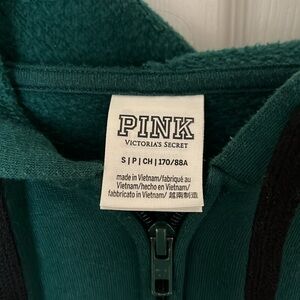 PINK
VICTORIA'S SECRET
S|P|CH|170/88A
made in Vietnam/fabriqué au
Vietnam/hecho en Vietnam/
fabbricato in Vietnam/ 越南制造